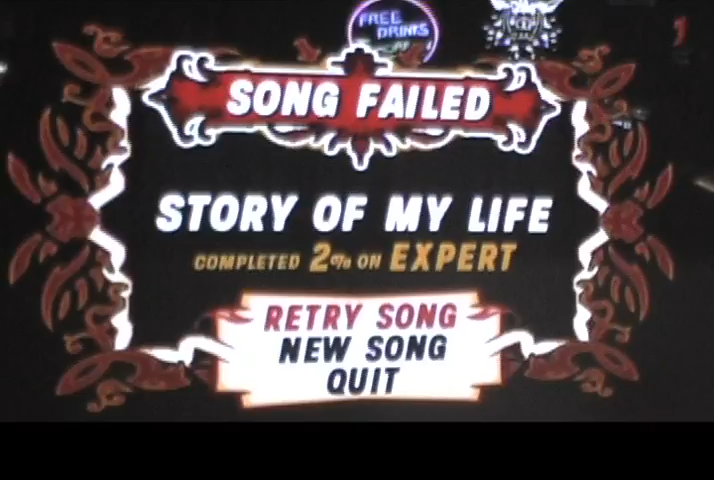 FREE
DRINKS
SONG FAILED
STORY OF MY LIFE
COMPLETED 2% ON EXPERT
RETRY SONG
NEW SONG
QUIT